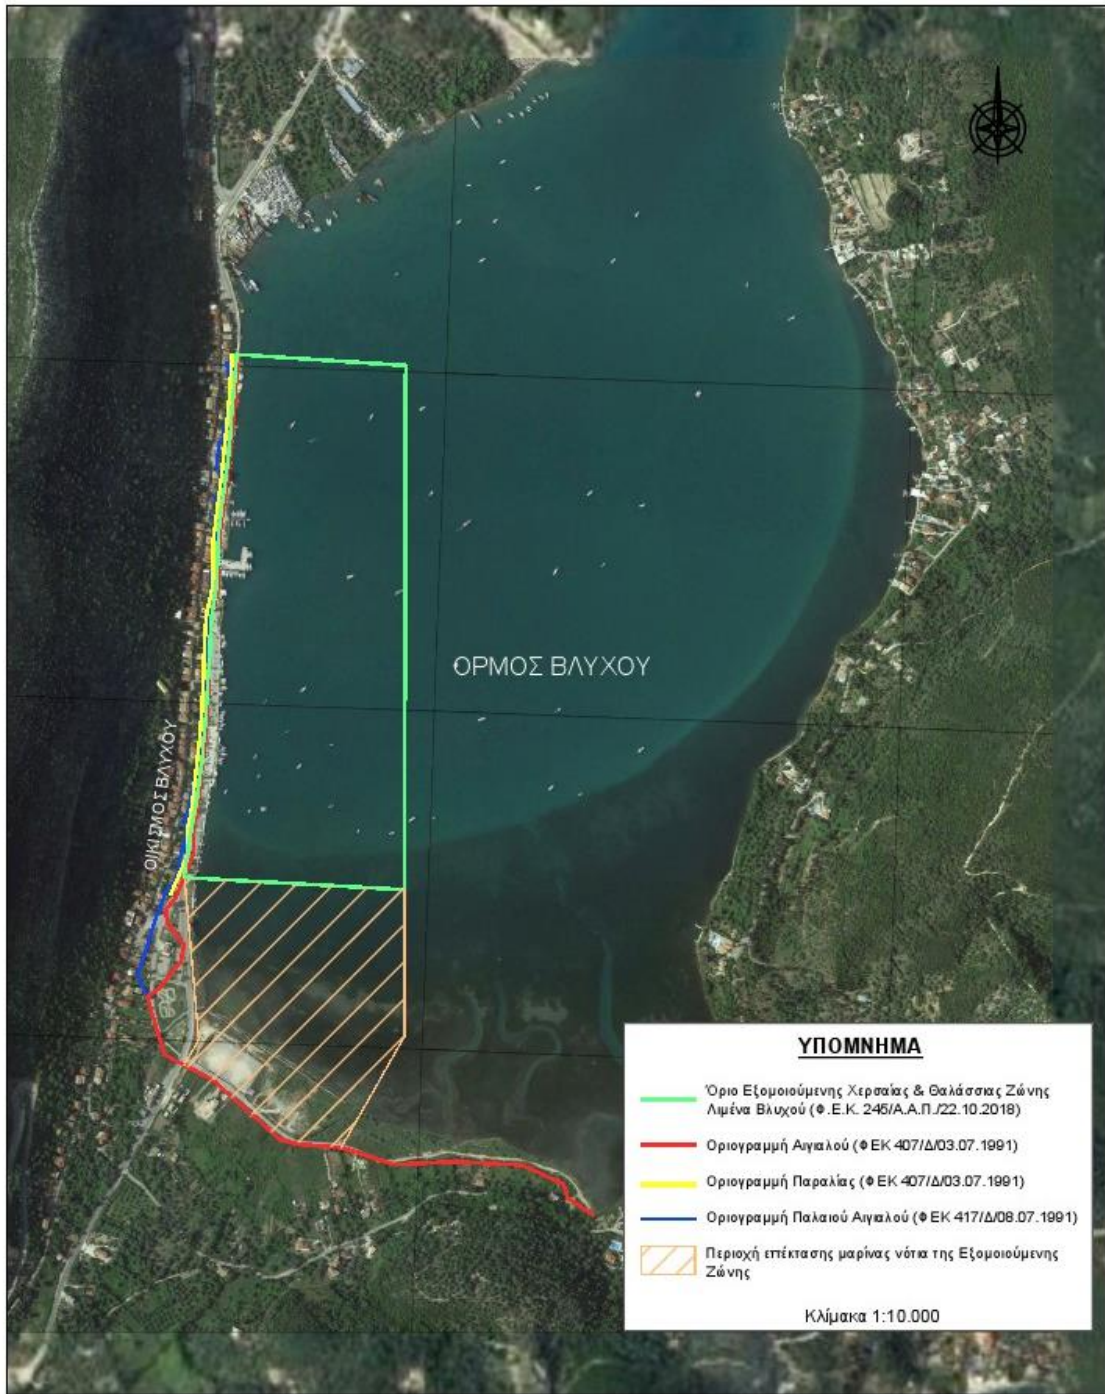 ΟΡΜΟΣ ΒΛΥΧΟΥ
ΟΙΚΙΣΜΟΣ ΒΛΥΧΟΥ
ΥΠΟΜΝΗΜΑ
Όριο Εξομοιούμενης Χερσαίας & Θαλάσσιας Ζώνης
Λιμένα Βλυχού (Φ.Ε.Κ. 245/Α.Α.Π./22.10.2018)
Οριογραμμή Αιγιαλού (ΦΕΚ 407/Δ/03.07.1991)
Οριογραμμή Παραλίας (ΦΕΚ 407/Δ/03.07.1991)
Οριογραμμή Παλαιού Αιγιαλού (ΦΕΚ 417/Δ/08.07.1991)
Περιοχή επέκτασης μαρίνας νότια της Εξομοιούμενης
Ζώνης
Κλίμακα 1:10.000